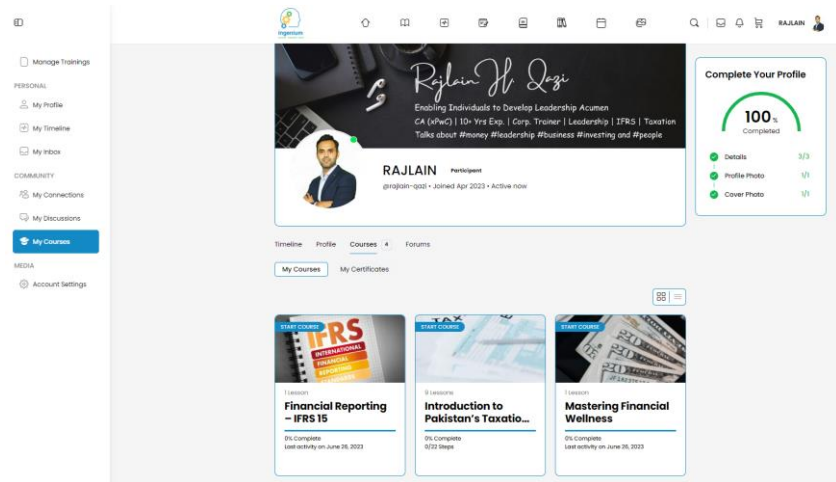 ingenium
RAJLAIN
Manage Trainings
PERSONAL
My Profile
My Timeline
My Inbox
COMMUNITY
My Connections
My Discussions
My Courses
MEDIA
Account Settings
Rajlain H. Qazi
Enabling Individuals to Develop Leadership Acumen
CA (xPwC) | 10+ Yrs Exp. | Corp. Trainer | Leadership | IFRS | Taxation
Talks about #money #leadership #business #investing and #people
RAJLAIN Participant
@rajlain-qazi • Joined Apr 2023 • Active now
Complete Your Profile
100 %
Completed
Details 3/3
Profile Photo 1/1
Cover Photo 1/1
Timeline Profile Courses 4 Forums
My Courses My Certificates
START COURSE
IFRS
INTERNATIONAL
FINANCIAL
REPORTING
1 Lesson
Financial Reporting
– IFRS 15
0% Complete
Last activity on June 26, 2023
START COURSE
TAX
9 Lessons
Introduction to
Pakistan's Taxatio...
0% Complete
0/22 Steps
START COURSE
1 Lesson
Mastering Financial
Wellness
0% Complete
Last activity on June 26, 2023